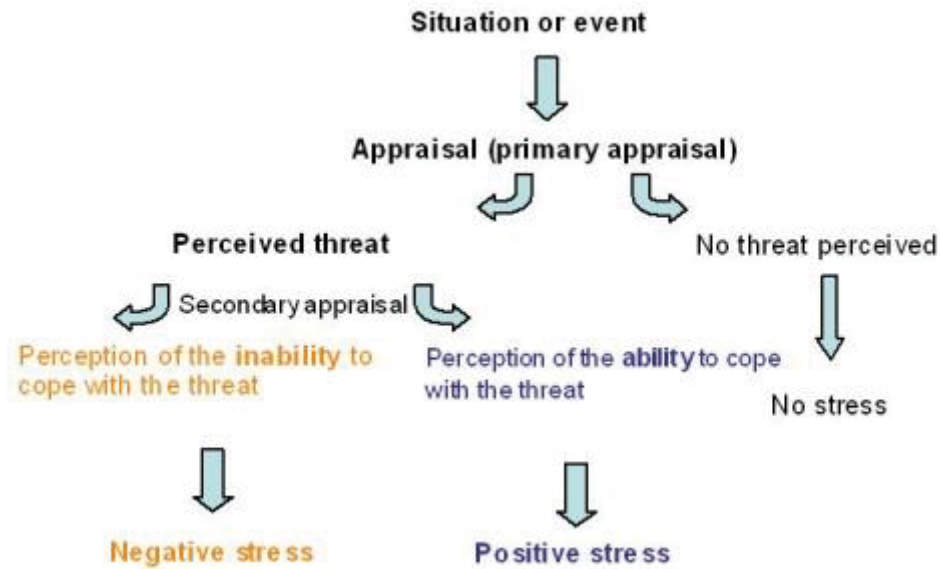 Situation or event
Appraisal (primary appraisal)
Perceived threat
No threat perceived
Secondary appraisal
Perception of the inability to
cope with the threat
Perception of the ability to cope
with the threat
No stress
Negative stress
Positive stress